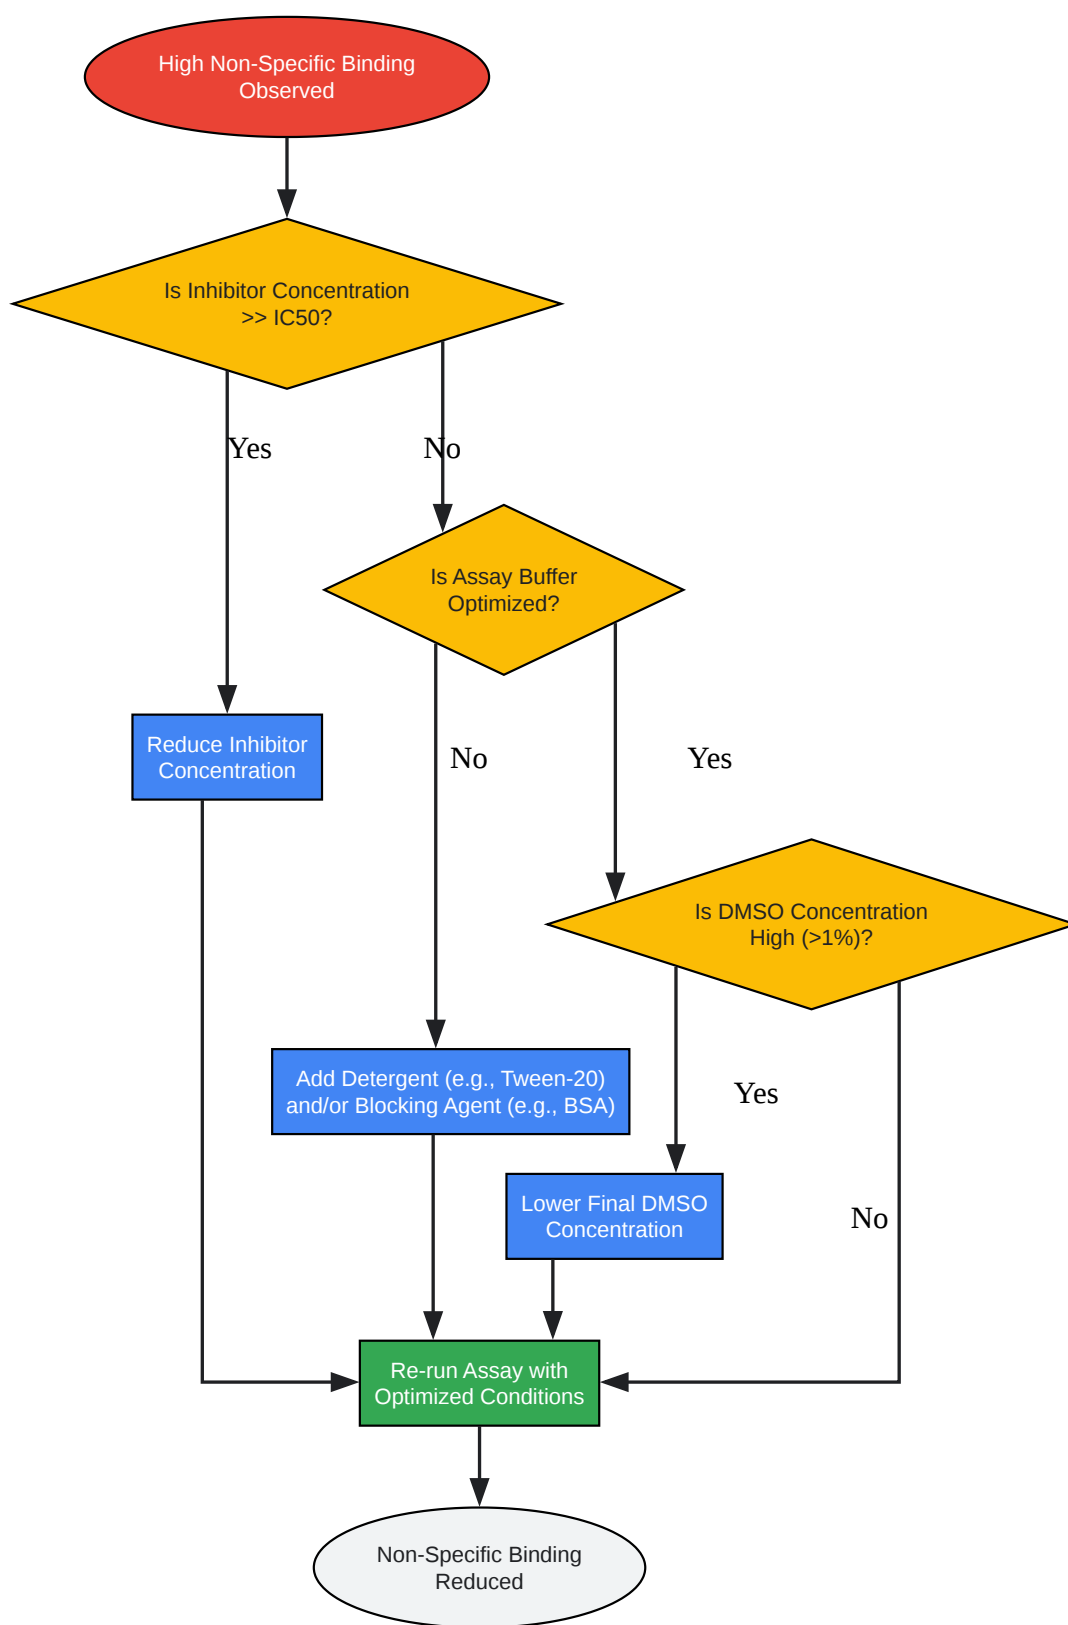 High Non-Specific Binding
Observed
Is Inhibitor Concentration
>> IC50?
Yes
No
Is Assay Buffer
Optimized?
Reduce Inhibitor
Concentration
No
Yes
Is DMSO Concentration
High (>1%)?
Add Detergent (e.g., Tween-20)
and/or Blocking Agent (e.g., BSA)
Yes
Lower Final DMSO
Concentration
No
Re-run Assay with
Optimized Conditions
Non-Specific Binding
Reduced